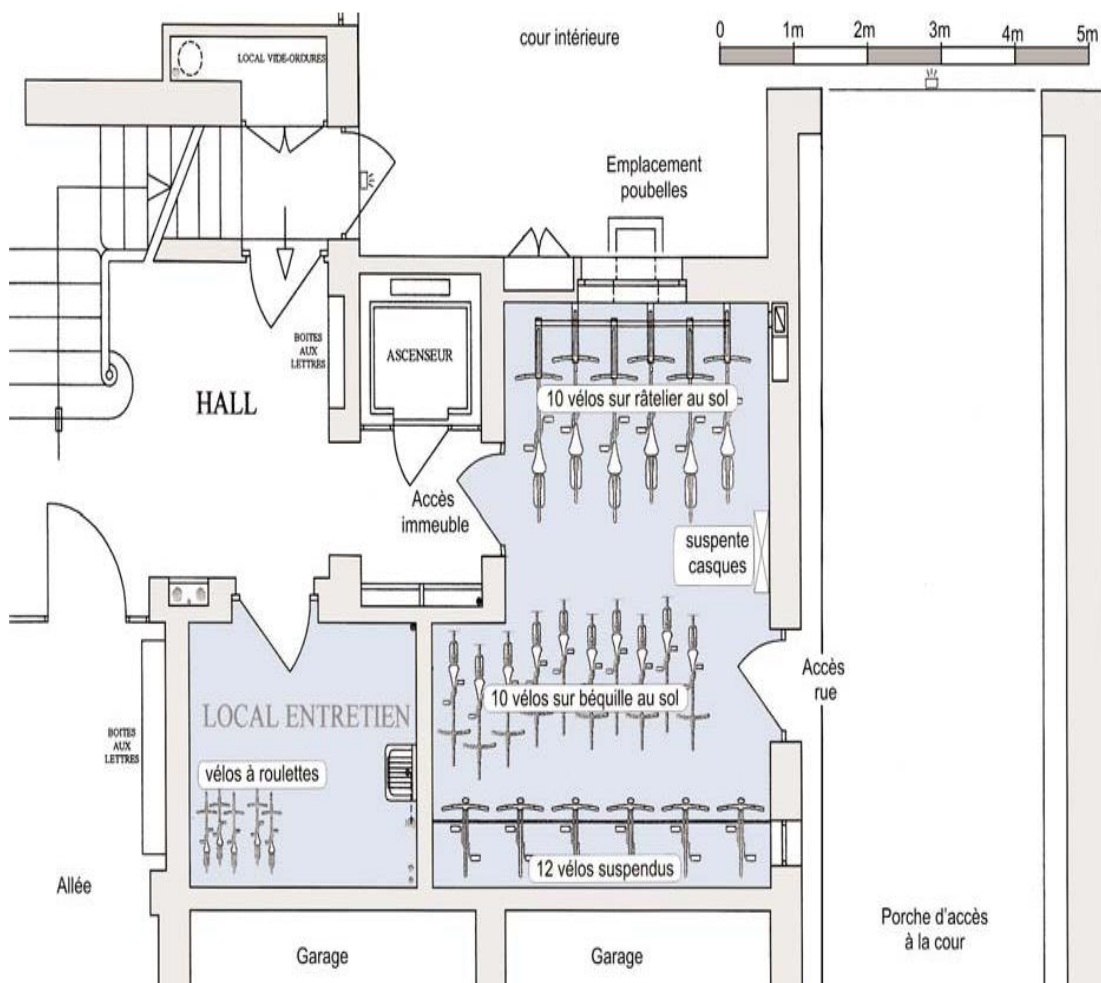 cour intérieure
0 1m 2m 3m 4m 5m
LOCAL VIDE-ORDURES
Emplacement
poubelles
BOITES
AUX
LETTRES
ASCENSEUR
HALL
10 vélos sur râtelier au sol
Accès
immeuble
suspente
casques
Accès
rue
10 vélos sur béquille au sol
LOCAL ENTRETIEN
BOITES
AUX
LETTRES
vélos à roulettes
12 vélos suspendus
Allée
Garage
Garage
Porche d'accès
à la cour